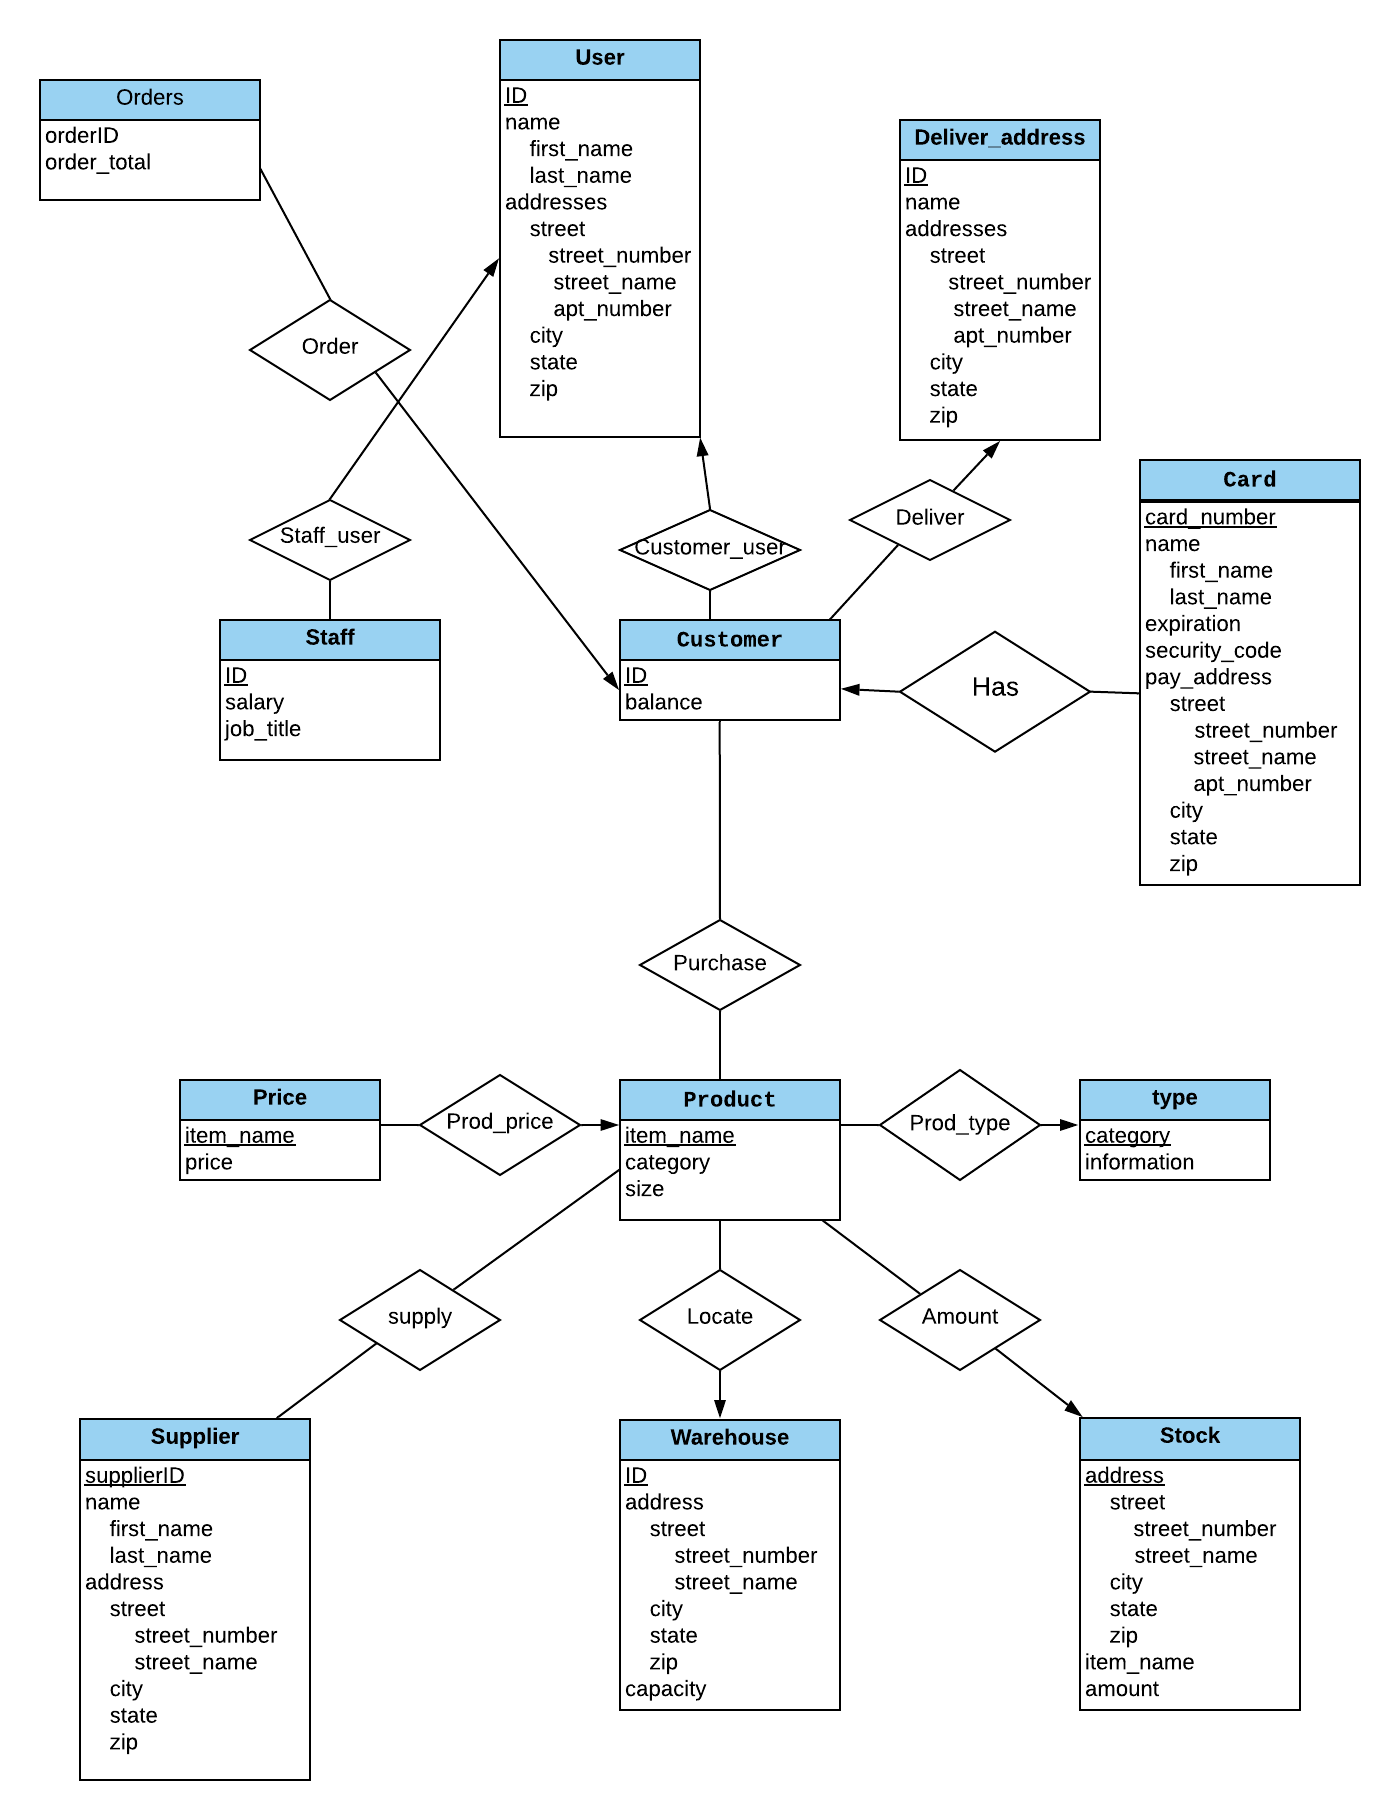 Orders
orderID
order_total
User
ID
name
first_name
last_name
addresses
street
street_number
street_name
apt_number
city
state
zip
Deliver_address
ID
name
addresses
street
street_number
street_name
apt_number
city
state
zip
Order
Card
card_number
name
first_name
last_name
expiration
security_code
pay_address
street
street_number
street_name
apt_number
city
state
zip
Staff_user
Customer_user
Deliver
Staff
ID
salary
job_title
Customer
ID
balance
Has
Purchase
Price
item_name
price
Prod_price
Product
item_name
category
size
Prod_type
type
category
information
supply
Locate
Amount
Supplier
supplierID
name
first_name
last_name
address
street
street_number
street_name
city
state
zip
Warehouse
ID
address
street
street_number
street_name
city
state
zip
capacity
Stock
address
street
street_number
street_name
city
state
zip
item_name
amount